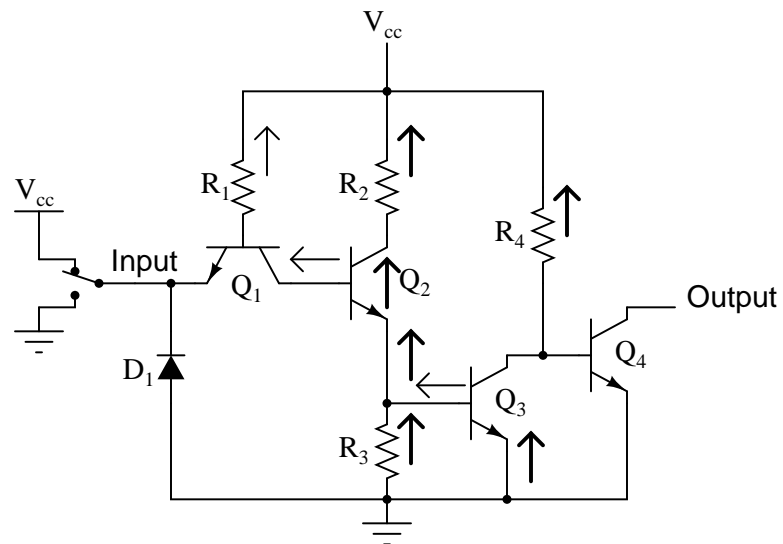 Vcc
Vcc
R1
R2
R4
Input
Q1
Q2
Output
D1
Q3
Q4
R3